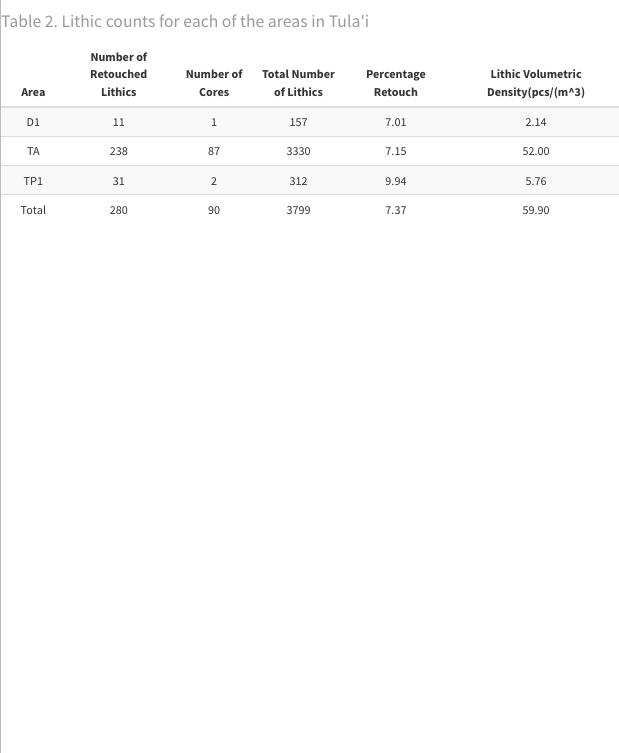 Table 2. Lithic counts for each of the areas in Tula'i
Area Number of Retouched Lithics Number of Cores Total Number of Lithics Percentage Retouch Lithic Volumetric Density(pcs/(m^3)
D1 11 1 157 7.01 2.14
TA 238 87 3330 7.15 52.00
TP1 31 2 312 9.94 5.76
Total 280 90 3799 7.37 59.90